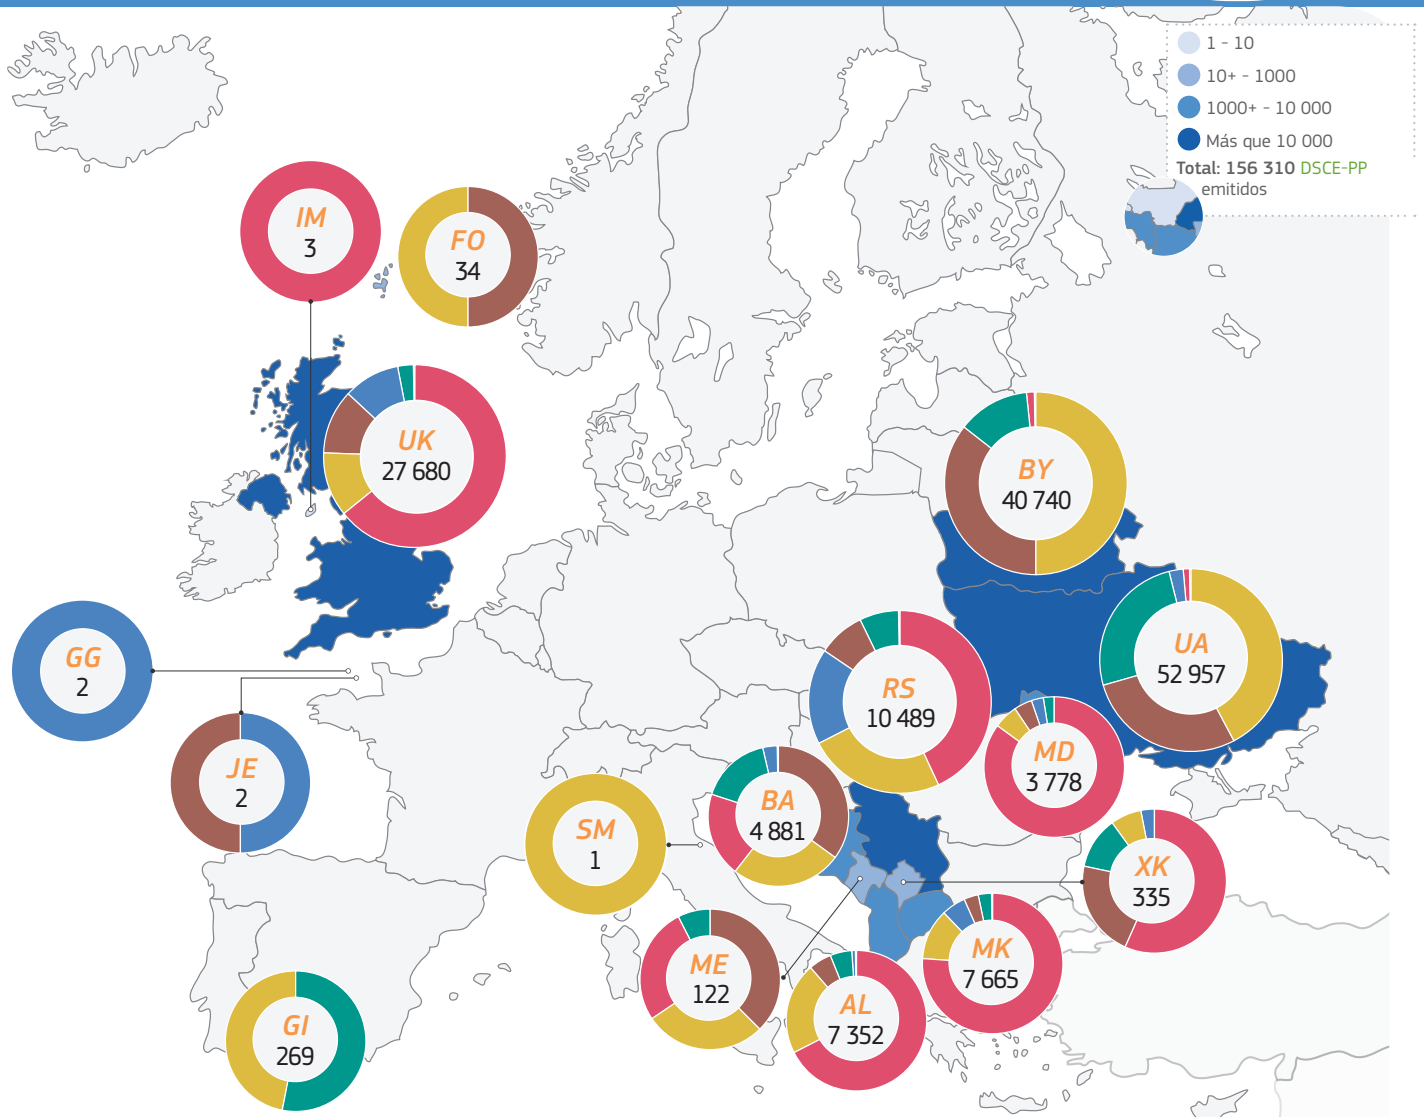 1 - 10
10+ - 1000
1000+ - 10 000
Más que 10 000
Total: 156 310 DSCE-PP
emitidos
IM
3
FO
34
UK
27 680
BY
40 740
GG
2
UA
52 957
RS
10 489
JE
2
MD
3 778
BA
4 881
SM
1
XK
335
MK
7 665
ME
122
AL
7 352
GI
269